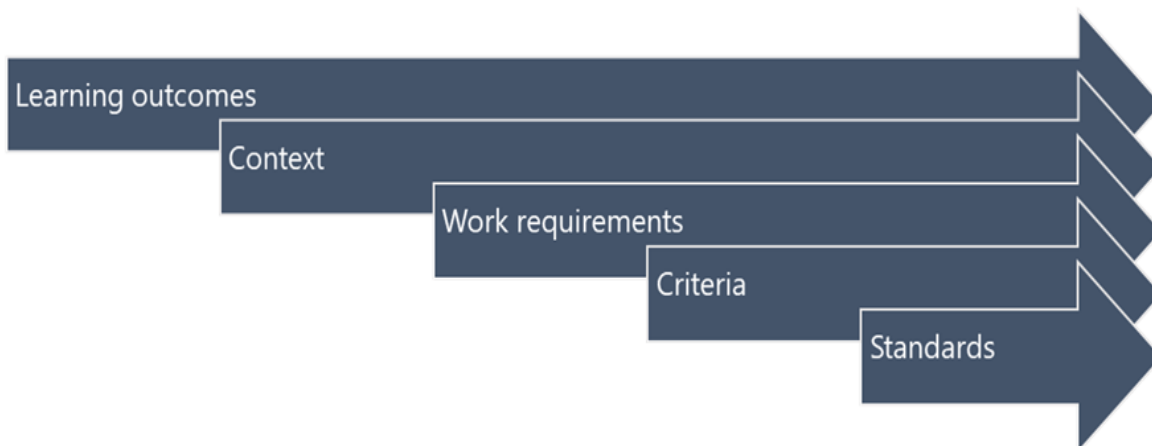 Learning outcomes
Context
Work requirements
Criteria
Standards